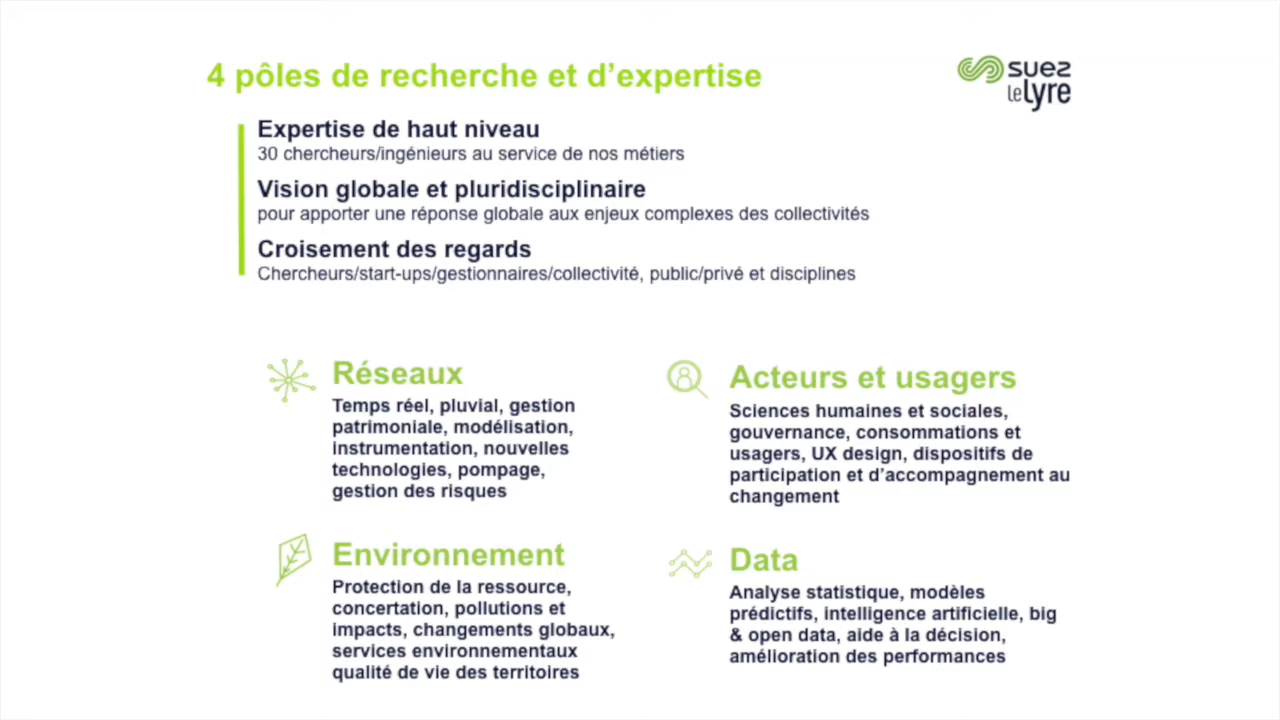 4 pôles de recherche et d’expertise
suez
le lyre
Expertise de haut niveau
30 chercheurs/ingénieurs au service de nos métiers
Vision globale et pluridisciplinaire
pour apporter une réponse globale aux enjeux complexes des collectivités
Croisement des regards
Chercheurs/start-ups/gestionnaires/collectivité, public/privé et disciplines
Réseaux
Temps réel, pluvial, gestion
patrimoniale, modélisation,
instrumentation, nouvelles
technologies, pompage,
gestion des risques
Acteurs et usagers
Sciences humaines et sociales,
gouvernance, consommations et
usagers, UX design, dispositifs de
participation et d’accompagnement au
changement
Environnement
Protection de la ressource,
concertation, pollutions et
impacts, changements globaux,
services environnementaux
qualité de vie des territoires
Data
Analyse statistique, modèles
prédictifs, intelligence artificielle, big
& open data, aide à la décision,
amélioration des performances